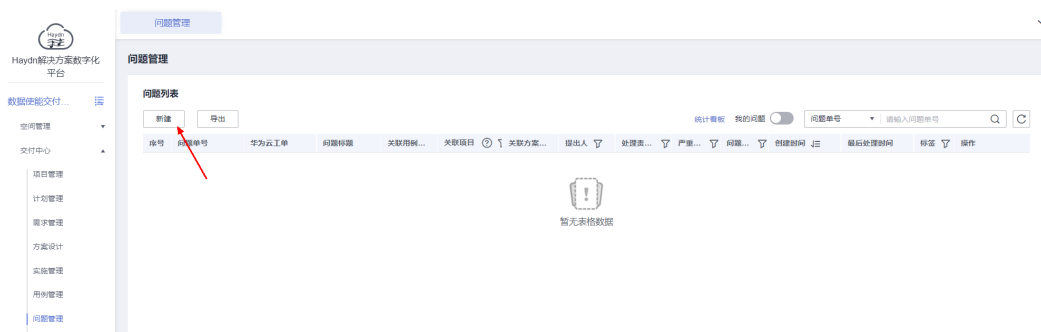 Haydn
问题管理
Haydn解决方案数字化
平台
问题管理
数据使能交付...
问题列表
新建 导出
统计看板 我的问题 问题单号 请输入问题单号
空间管理
交付中心
序号 问题单号 华为云工单 问题标题 关联用例... 关联项目 关联方案... 提出人 处理责... 严重... 问题... 创建时间 最后处理时间 标签 操作
项目管理
计划管理
需求管理
方案设计
实施管理
用例管理
问题管理
暂无表格数据